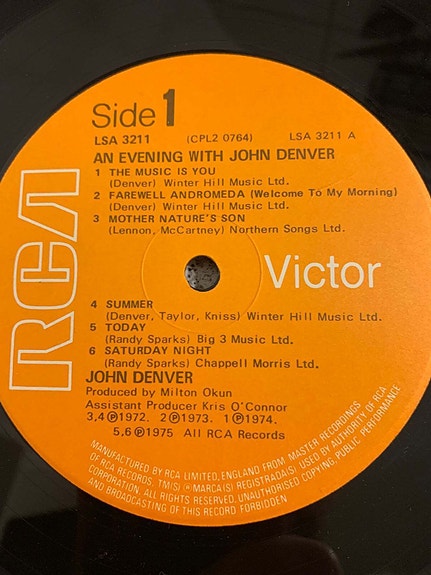 Side 1
LSA 3211 (CPL2 0764) LSA 3211 A
AN EVENING WITH JOHN DENVER
1 THE MUSIC IS YOU
(Denver) Winter Hill Music Ltd.
2 FAREWELL ANDROMEDA (Welcome To My Morning)
(Denver) Winter Hill Music Ltd.
3 MOTHER NATURE'S SON
(Lennon, McCartney) Northern Songs Ltd.
RCA Victor
4 SUMMER
(Denver, Taylor, Kniss) Winter Hill Music Ltd.
5 TODAY
(Randy Sparks) Big 3 Music Ltd.
6 SATURDAY NIGHT
(Randy Sparks) Chappell Morris Ltd.
JOHN DENVER
Produced by Milton Okun
Assistant Producer Kris O'Connor
3,4 ℗ 1972. 2 ℗ 1973. 1 ℗ 1974.
5.6 ℗ 1975 All RCA Records
MANUFACTURED BY RCA LIMITED, ENGLAND FROM MASTER RECORDINGS
OF RCA RECORDS, TM(S) ® MARCA(S) REGISTRADA(S). USED BY AUTHORITY OF RCA
CORPORATION. ALL RIGHTS RESERVED. UNAUTHORISED COPYING, PUBLIC PERFORMANCE,
AND BROADCASTING OF THIS RECORD FORBIDDEN